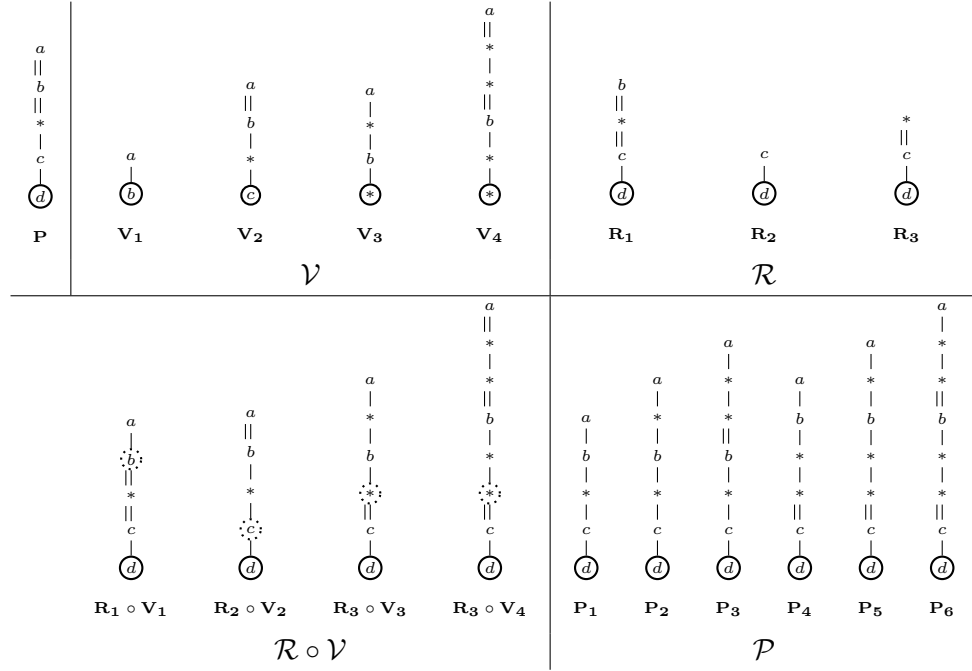 a
b
*
c
d
P
a
b
V₁
a
b
*
c
V₂
a
*
b
*
V₃
a
*
*
b
*
*
V₄
𝒱
b
*
c
d
R₁
c
d
R₂
*
c
d
R₃
ℛ
a
b
*
c
d
R₁ ∘ V₁
a
b
*
c
d
R₂ ∘ V₂
a
*
b
*
c
d
R₃ ∘ V₃
a
*
*
b
*
*
c
d
R₃ ∘ V₄
ℛ ∘ 𝒱
a
b
*
c
d
P₁
a
*
b
*
c
d
P₂
a
*
*
b
*
c
d
P₃
a
b
*
*
c
d
P₄
a
*
b
*
*
c
d
P₅
a
*
*
b
*
*
c
d
P₆
𝒫